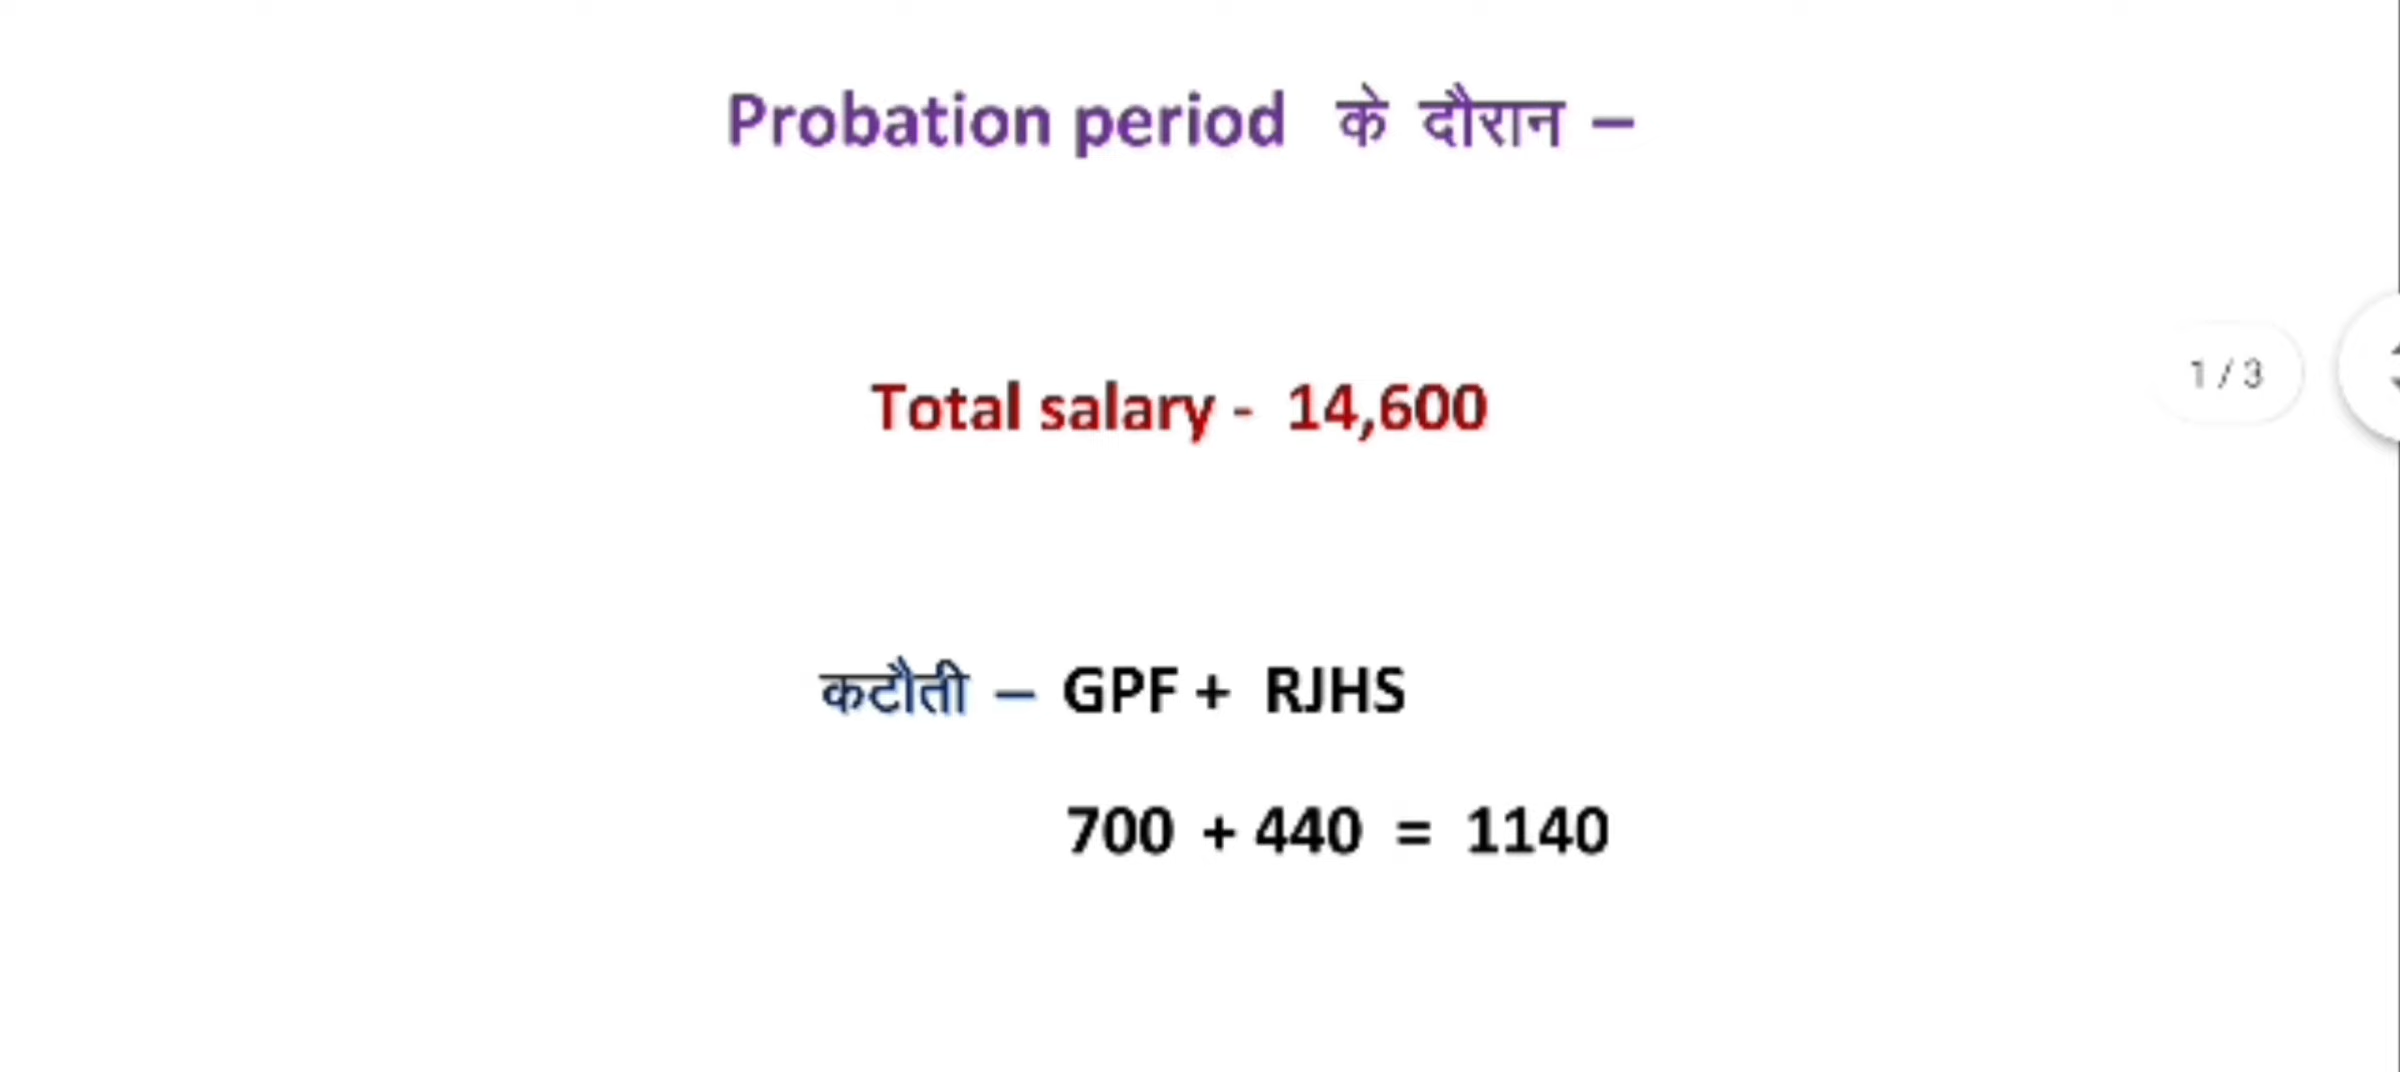 Probation period के दौरान –
Total salary - 14,600
1 / 3
कटौती – GPF + RJHS
700 + 440 = 1140